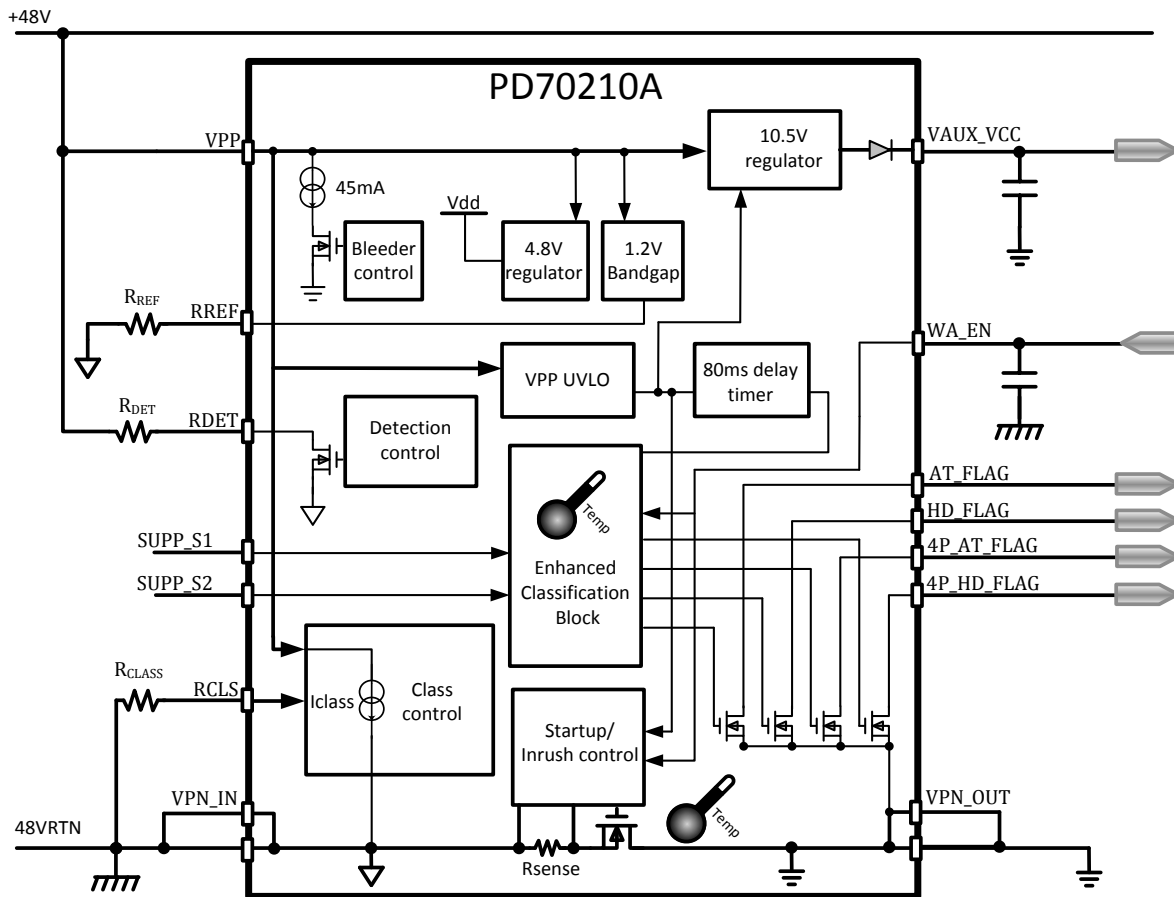 +48V
PD70210A
VPP
45mA
Bleeder
control
Vdd
4.8V
regulator
1.2V
Bandgap
10.5V
regulator
VAUX_VCC
RREF
RREF
WA_EN
VPP UVLO
80ms delay
timer
RDET
RDET
Detection
control
Temp
Enhanced
Classification
Block
AT_FLAG
HD_FLAG
4P_AT_FLAG
4P_HD_FLAG
SUPP_S1
SUPP_S2
RCLASS
RCLS
Iclass
Class
control
Startup/
Inrush control
Temp
VPN_IN
VPN_OUT
48VRTN
Rsense